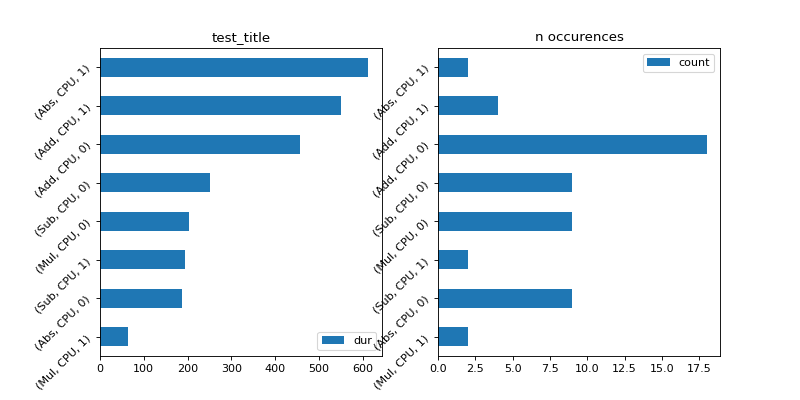 test_title
(Abs, CPU, 1)
(Add, CPU, 1)
(Add, CPU, 0)
(Sub, CPU, 0)
(Mul, CPU, 0)
(Sub, CPU, 1)
(Abs, CPU, 0)
(Mul, CPU, 1)
dur
0 100 200 300 400 500 600
n occurences
count
(Abs, CPU, 1)
(Add, CPU, 1)
(Add, CPU, 0)
(Sub, CPU, 0)
(Mul, CPU, 0)
(Sub, CPU, 1)
(Abs, CPU, 0)
(Mul, CPU, 1)
0.0 2.5 5.0 7.5 10.0 12.5 15.0 17.5